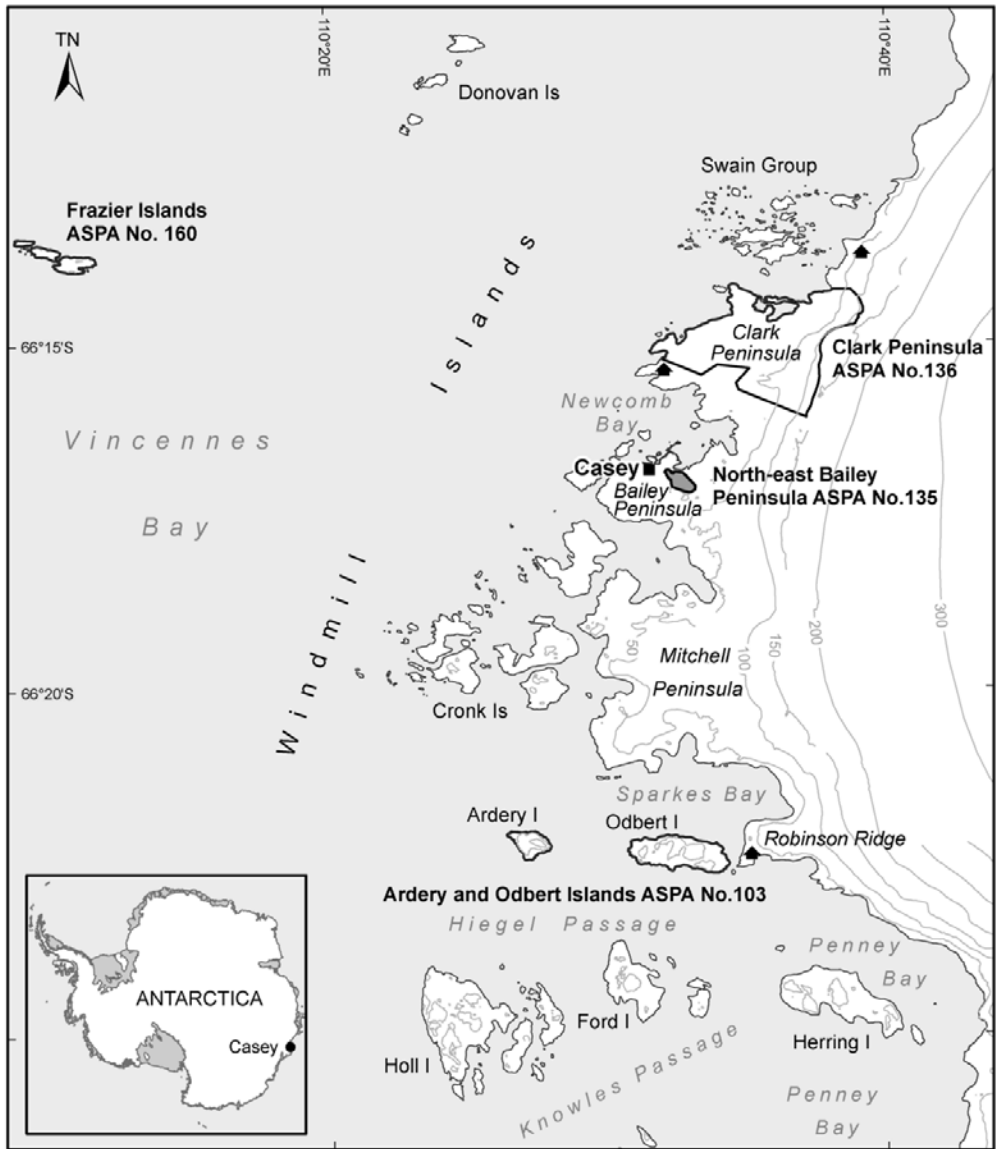 110°20'E
110°40'E
TN
Donovan Is
Swain Group
Frazier Islands
ASPA No. 160
Windmill Islands
66°15'S
Clark
Peninsula
Clark Peninsula
ASPA No.136
Newcomb
Bay
Vincennes
Bay
Casey
Bailey
Peninsula
North-east Bailey
Peninsula ASPA No.135
50
100
150
200
300
Mitchell
Peninsula
66°20'S
Cronk Is
Sparkes Bay
Ardery I
Odbert I
Robinson Ridge
Ardery and Odbert Islands ASPA No.103
Hiegel Passage
Penney
Bay
Holl I
Ford I
Herring I
Knowles Passage
Penney
Bay
ANTARCTICA
Casey